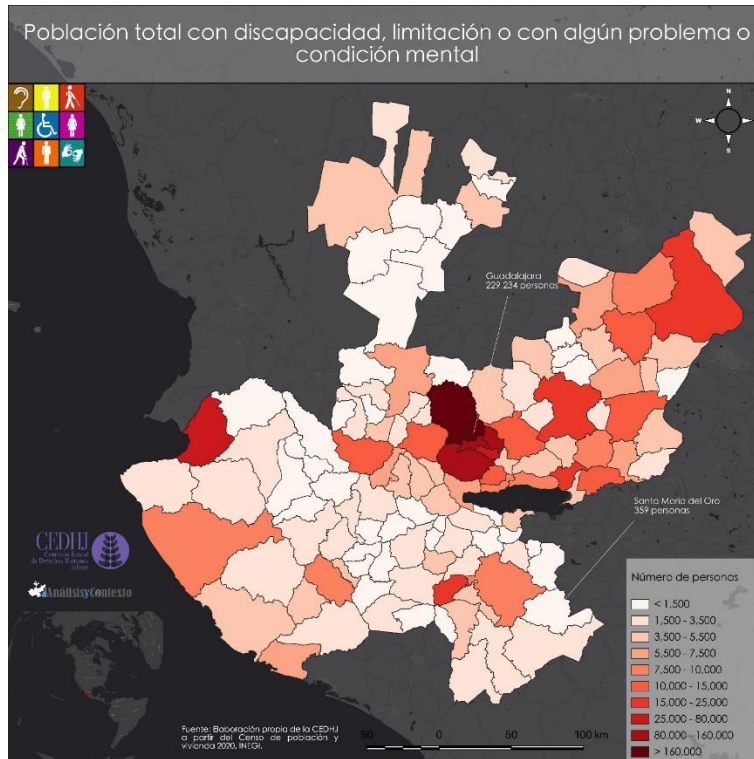 Población total con discapacidad, limitación o con algún problema o
condición mental
N
W
E
S
Guadalajara
229,234 personas
Santa María del Oro
359 personas
CEDHJ
Comisión Estatal
de Derechos Humanos
Jalisco
AnálisisyContexto
Número de personas
< 1,500
1,500 - 3,500
3,500 - 5,500
5,500 - 7,500
7,500 - 10,000
10,000 - 15,000
15,000 - 25,000
25,000 - 80,000
80,000 - 160,000
> 160,000
Fuente: Elaboración propia de la CEDHJ
a partir del Censo de población y
vivienda 2020, INEGI.
50 0 50 100 km